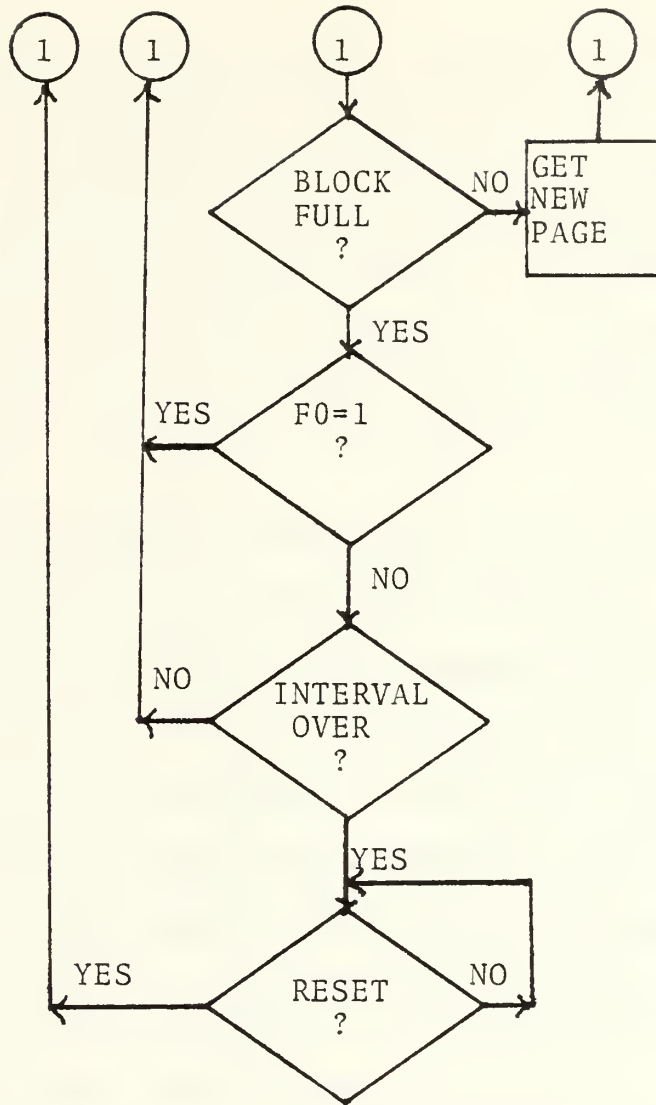 1
1
1
1
BLOCK
FULL
?
NO
GET
NEW
PAGE
YES
F0=1
?
YES
NO
INTERVAL
OVER
?
NO
YES
RESET
?
YES
NO